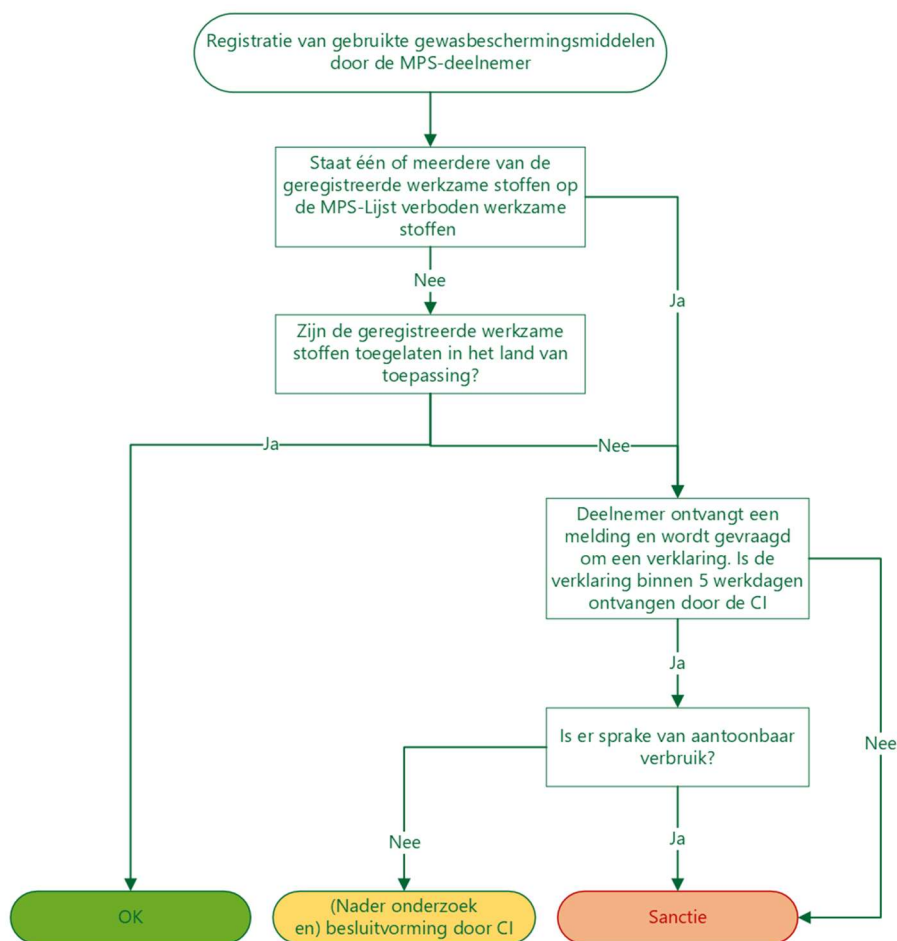 Registratie van gebruikte gewasbeschermingsmiddelen
door de MPS-deelnemer
Staat één of meerdere van de
geregistreerde werkzame stoffen op
de MPS-Lijst verboden werkzame
stoffen
Nee
Ja
Zijn de geregistreerde werkzame
stoffen toegelaten in het land van
toepassing?
Ja
Nee
Deelnemer ontvangt een
melding en wordt gevraagd
om een verklaring. Is de
verklaring binnen 5 werkdagen
ontvangen door de CI
Ja
Is er sprake van aantoonbaar
verbruik?
Nee
Nee
Ja
OK
(Nader onderzoek
en) besluitvorming door CI
Sanctie